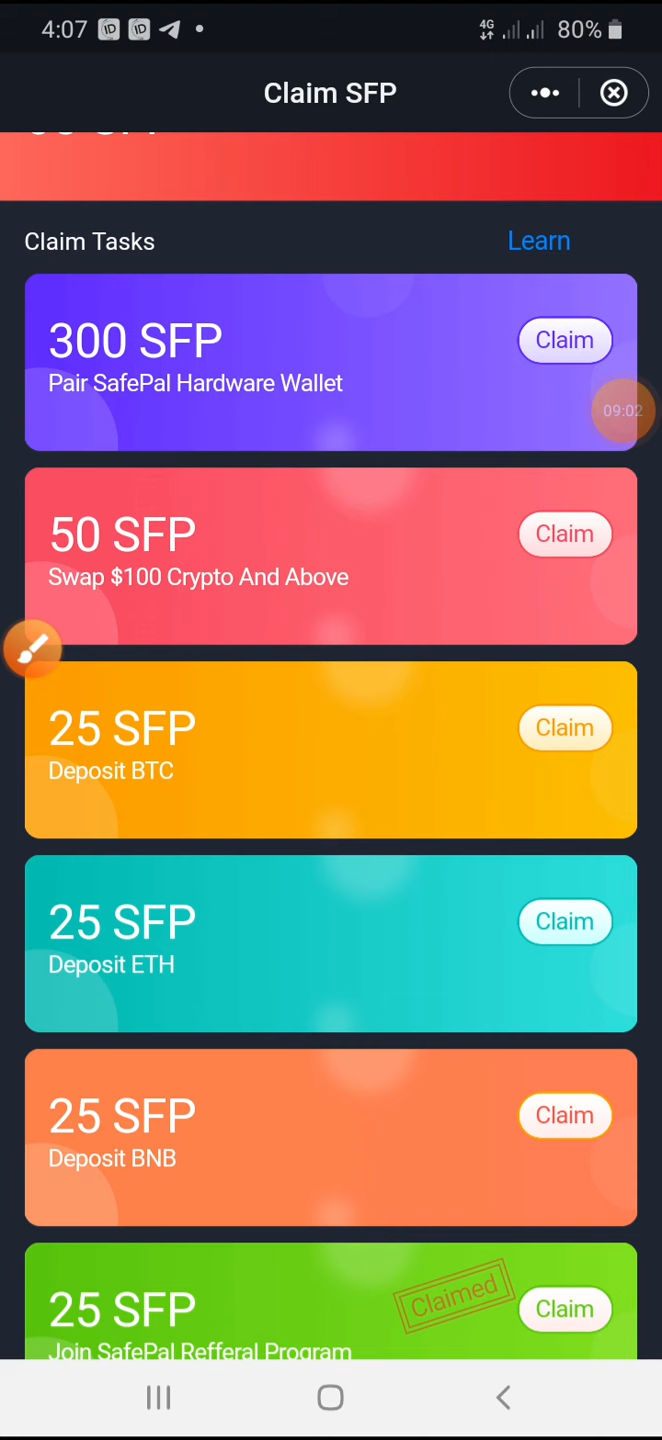 4:07
4G
80%
Claim SFP
Claim Tasks
Learn
300 SFP
Claim
Pair SafePal Hardware Wallet
09:02
50 SFP
Claim
Swap $100 Crypto And Above
25 SFP
Claim
Deposit BTC
25 SFP
Claim
Deposit ETH
25 SFP
Claim
Deposit BNB
25 SFP
Claimed
Claim
Join SafePal Refferal Program